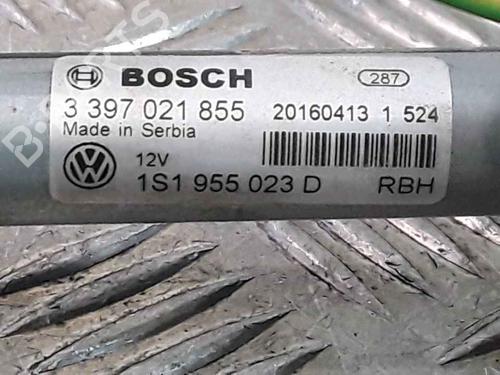 BOSCH
287
3 397 021 855
20160413 1 524
Made in Serbia
12V
1S1 955 023 D
RBH